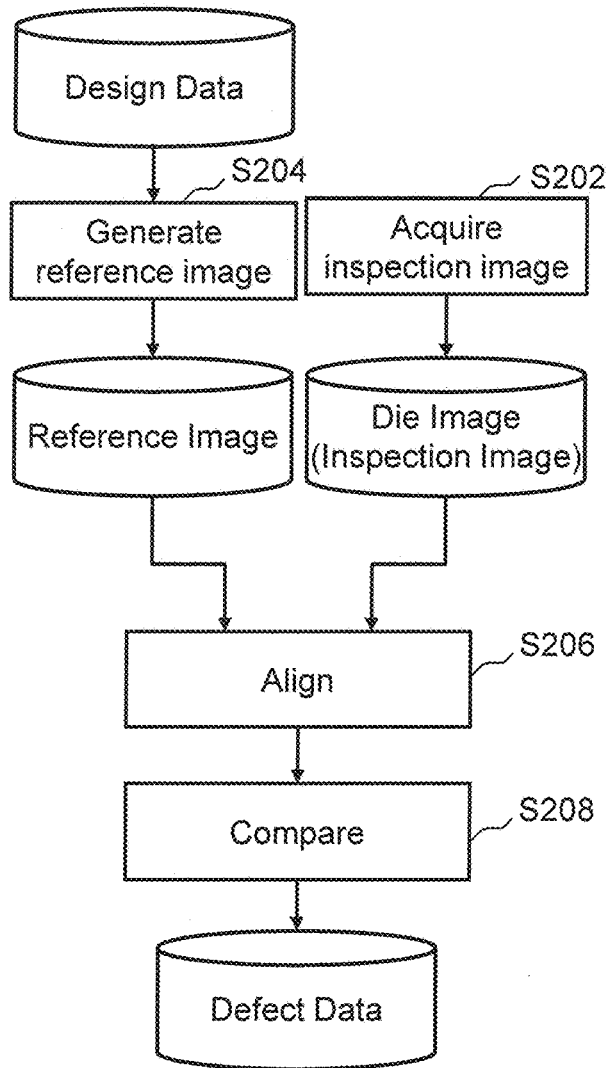 Design Data
S204
Generate
reference image
S202
Acquire
inspection image
Reference Image
Die Image
(Inspection Image)
S206
Align
S208
Compare
Defect Data